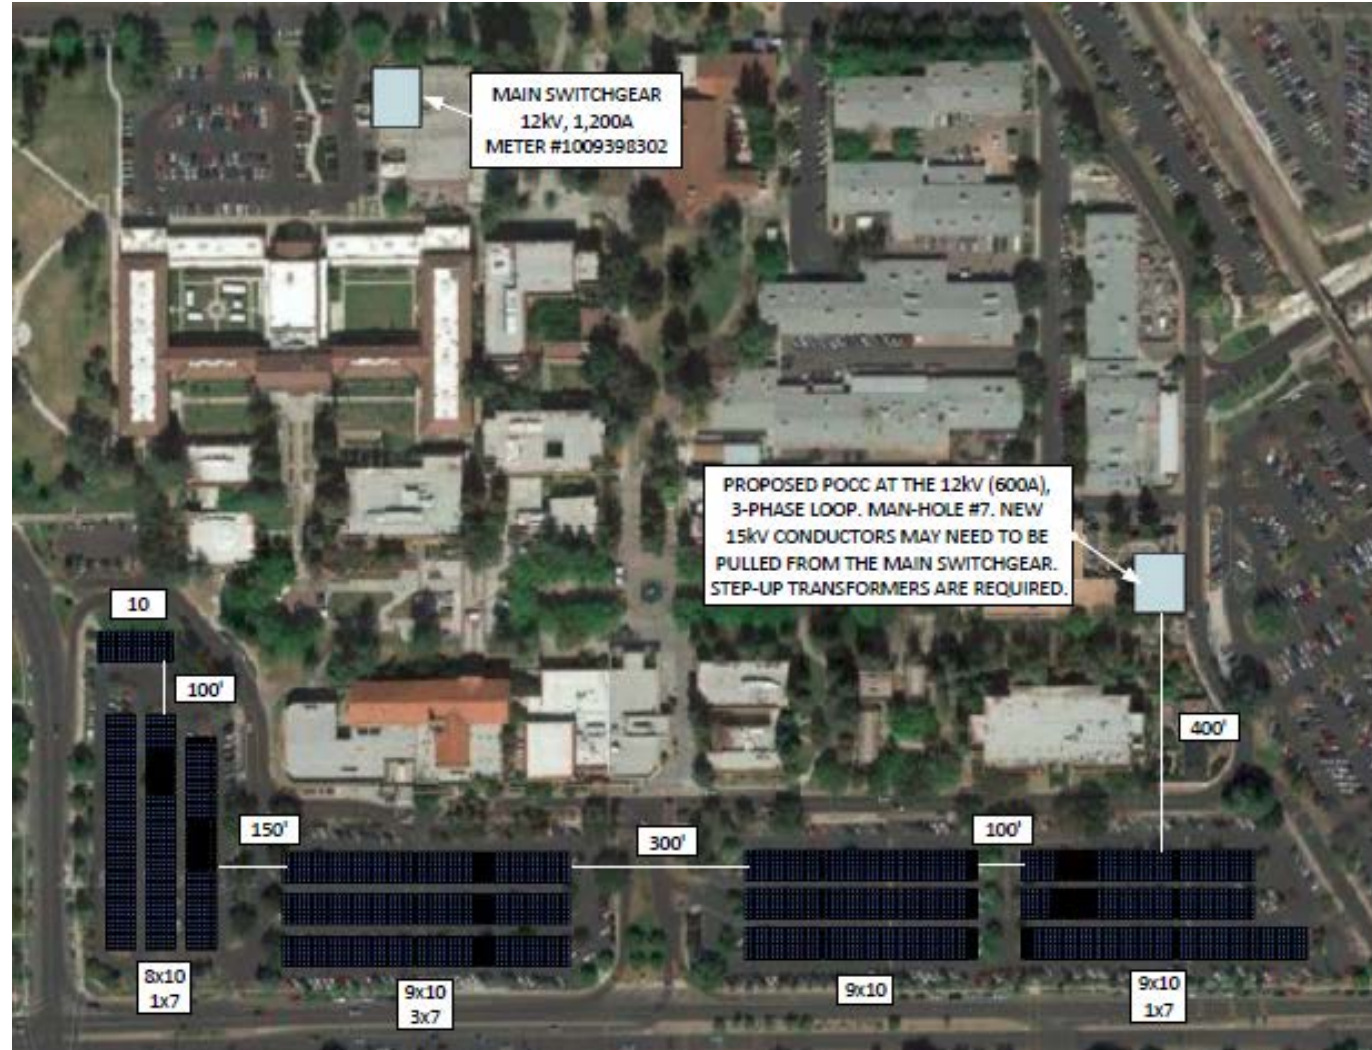 MAIN SWITCHGEAR
12kV, 1,200A
METER #1009398302
PROPOSED POCC AT THE 12kV (600A),
3-PHASE LOOP. MAN-HOLE #7. NEW
15kV CONDUCTORS MAY NEED TO BE
PULLED FROM THE MAIN SWITCHGEAR.
STEP-UP TRANSFORMERS ARE REQUIRED.
10
100'
400'
150'
300'
100'
8x10
1x7
9x10
3x7
9x10
9x10
1x7